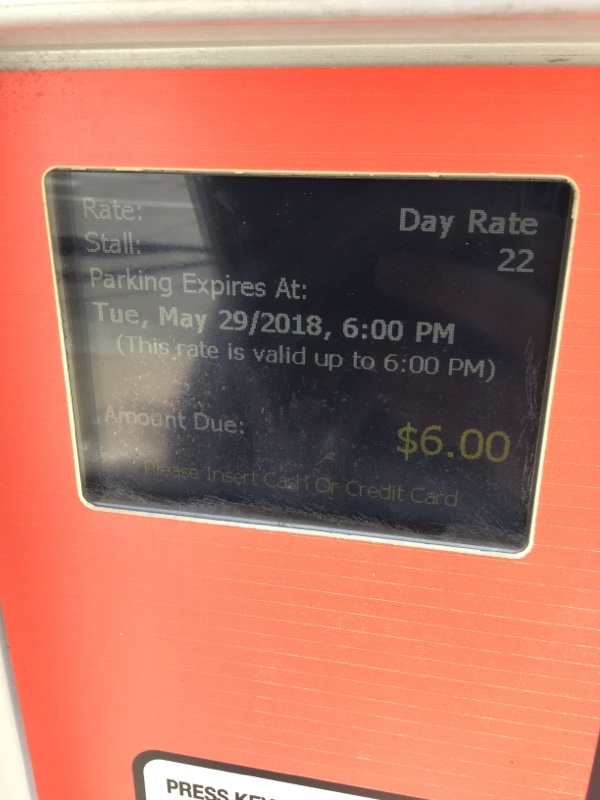 Rate: Day Rate
Stall: 22
Parking Expires At:
Tue, May 29/2018, 6:00 PM
(This rate is valid up to 6:00 PM)
Amount Due: $6.00
Please Insert Cash Or Credit Card
PRESS